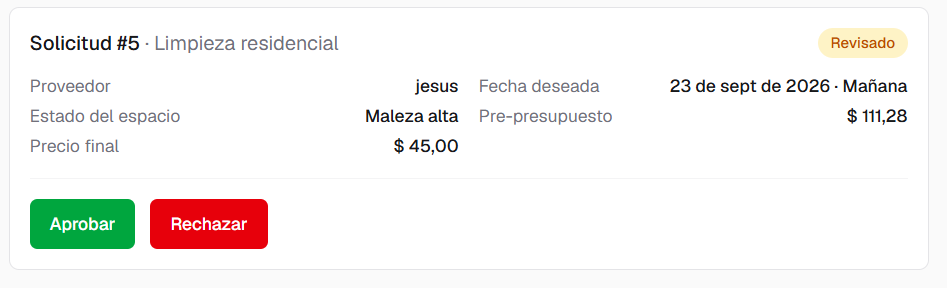 Solicitud #5 · Limpieza residencial
Revisado
Proveedor jesus Fecha deseada 23 de sept de 2026 · Mañana
Estado del espacio Maleza alta Pre-presupuesto $ 111,28
Precio final $ 45,00
Aprobar Rechazar